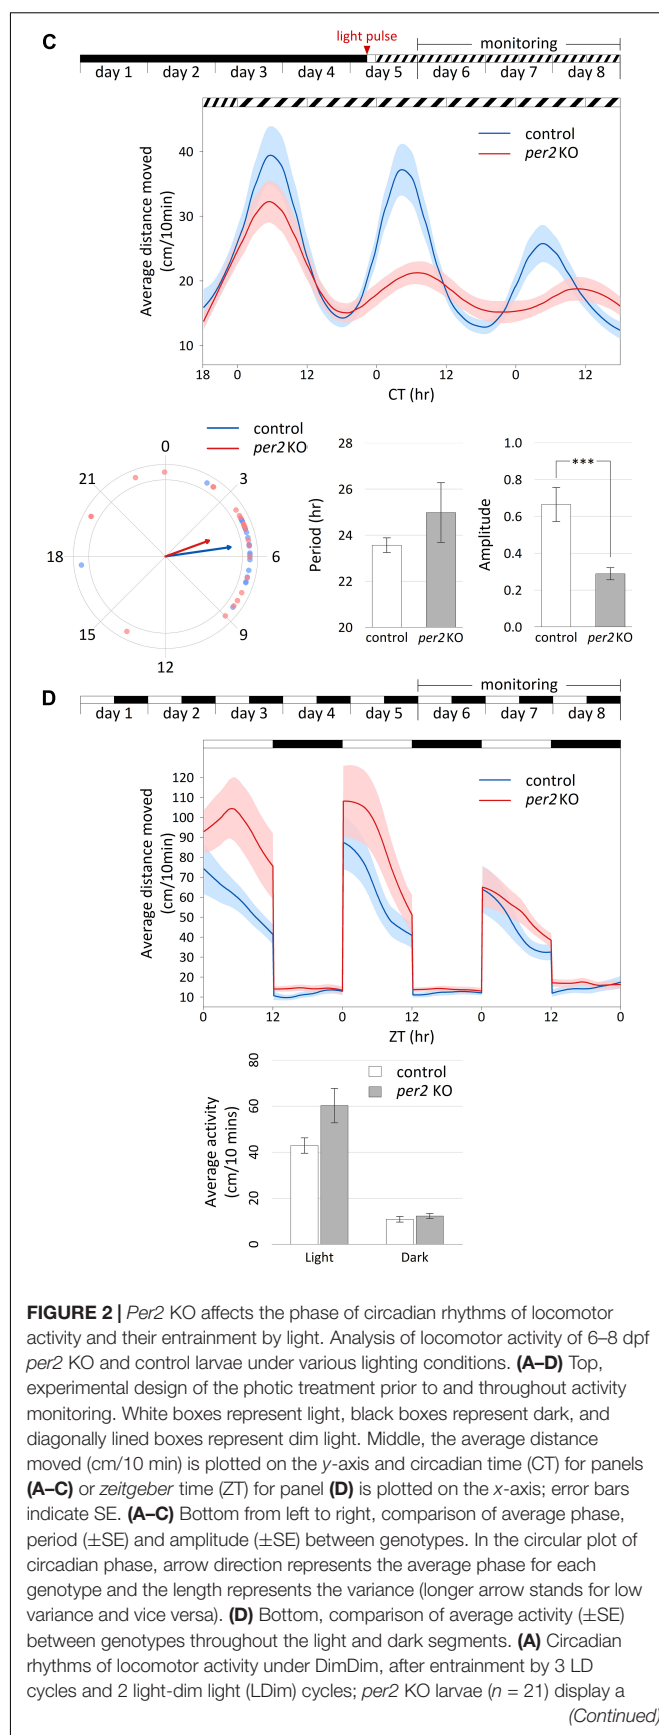 C
light pulse
monitoring
day 1 day 2 day 3 day 4 day 5 day 6 day 7 day 8
control
per2 KO
Average distance moved
(cm/10min)
40
30
20
10
18 0 12 0 12 0 12
CT (hr)
control
per2 KO
0
3
6
9
12
15
18
21
Period (hr)
28
26
24
22
20
control per2 KO
Amplitude
1.0
0.8
0.6
0.4
0.2
0.0
***
control per2 KO
D
monitoring
day 1 day 2 day 3 day 4 day 5 day 6 day 7 day 8
control
per2 KO
Average distance moved
(cm/10min)
120
110
100
90
80
70
60
50
40
30
20
10
0 12 0 12 0 12 0
ZT (hr)
control
per2 KO
Average activity
(cm/10 mins)
80
60
40
20
0
Light Dark
FIGURE 2 | Per2 KO affects the phase of circadian rhythms of locomotor
activity and their entrainment by light. Analysis of locomotor activity of 6–8 dpf
per2 KO and control larvae under various lighting conditions. (A–D) Top,
experimental design of the photic treatment prior to and throughout activity
monitoring. White boxes represent light, black boxes represent dark, and
diagonally lined boxes represent dim light. Middle, the average distance
moved (cm/10 min) is plotted on the y-axis and circadian time (CT) for panels
(A–C) or zeitgeber time (ZT) for panel (D) is plotted on the x-axis; error bars
indicate SE. (A–C) Bottom from left to right, comparison of average phase,
period (±SE) and amplitude (±SE) between genotypes. In the circular plot of
circadian phase, arrow direction represents the average phase for each
genotype and the length represents the variance (longer arrow stands for low
variance and vice versa). (D) Bottom, comparison of average activity (±SE)
between genotypes throughout the light and dark segments. (A) Circadian
rhythms of locomotor activity under DimDim, after entrainment by 3 LD
cycles and 2 light-dim light (LDim) cycles; per2 KO larvae (n = 21) display a
(Continued)